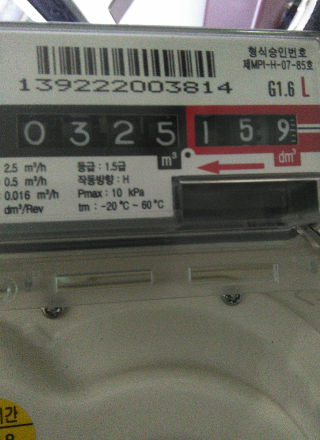 형식승인번호
제MPI-H-07-85호
139222003814
G1.6 L
0325 159
m³
dm³
2.5 m³/h 등급 : 1.5급
0.5 m³/h 작동방향 : H
0.016 m³/h Pmax : 10 kPa
dm³/Rev tm : -20 °C ~ 60 °C